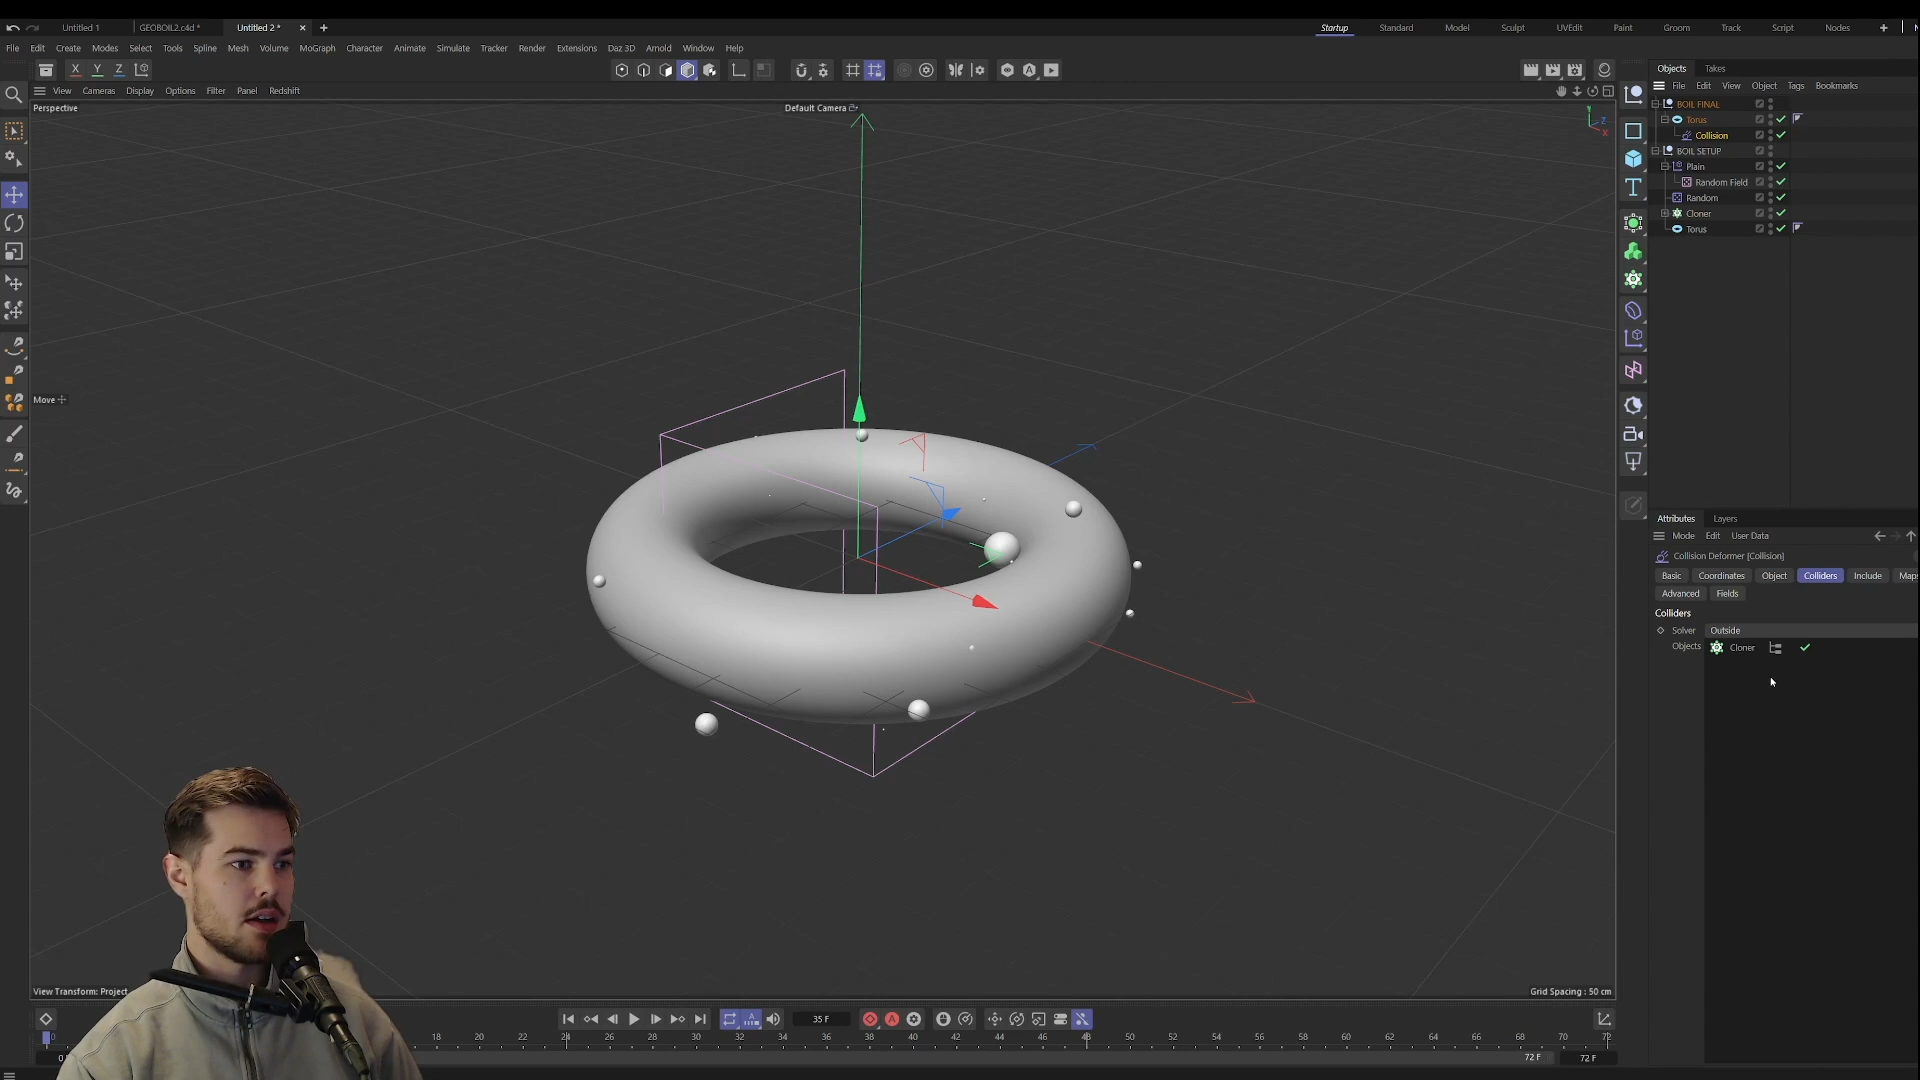 Untitled 1
GEOBOIL2.c4d *
Untitled 2 *
Startup
Standard
Model
Sculpt
UVEdit
Paint
Groom
Track
Script
Nodes
File Edit Create Modes Select Tools Spline Mesh Volume MoGraph Character Animate Simulate Tracker Render Extensions Daz 3D Arnold Window Help
X Y Z
View Cameras Display Options Filter Panel Redshift
Perspective
Default Camera
Y
Z
X
Move
View Transform: Project
Grid Spacing : 50 cm
Objects Takes
File Edit View Object Tags Bookmarks
BOIL FINAL
Torus
Collision
BOIL SETUP
Plain
Random Field
Random
Cloner
Torus
Attributes Layers
Mode Edit User Data
Collision Deformer [Collision]
Basic Coordinates Object Colliders Include Maps
Advanced Fields
Colliders
Solver Outside
Objects Cloner
35 F
18 20 22 24 26 28 30 32 34 36 38 40 42 44 46 48 50 52 54 56 58 60 62 64 66 68 70 72
72 F
72 F